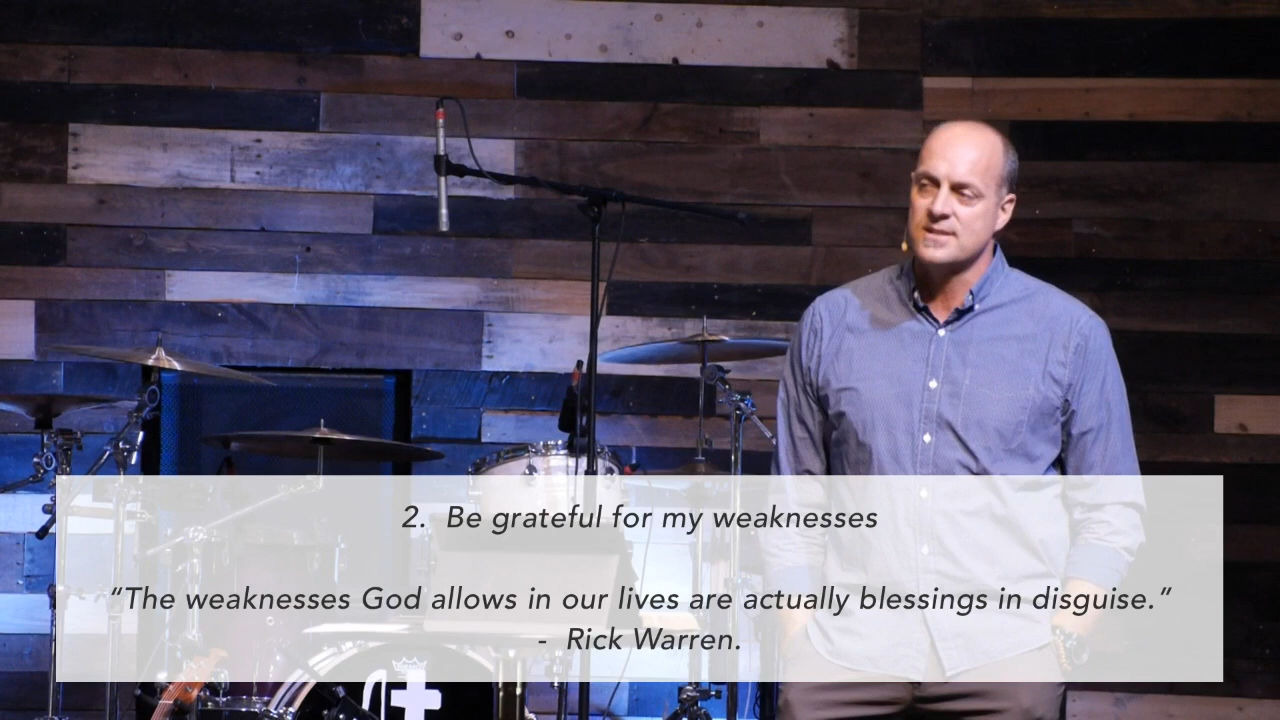 2. Be grateful for my weaknesses
“The weaknesses God allows in our lives are actually blessings in disguise.”
- Rick Warren.